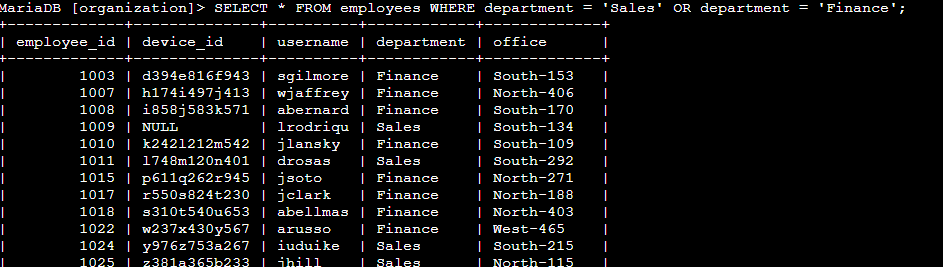 MariaDB [organization]> SELECT * FROM employees WHERE department = 'Sales' OR department = 'Finance';
+-------------+--------------+----------+------------+-------------+
| employee_id | device_id    | username | department | office      |
+-------------+--------------+----------+------------+-------------+
|        1003 | d394e816f943 | sgilmore | Finance    | South-153   |
|        1007 | h174i497j413 | wjaffrey | Finance    | North-406   |
|        1008 | i858j583k571 | abernard | Finance    | South-170   |
|        1009 | NULL         | lrodriqu | Sales      | South-134   |
|        1010 | k242l212m542 | jlansky  | Finance    | South-109   |
|        1011 | l748m120n401 | drosas   | Sales      | South-292   |
|        1015 | p611q262r945 | jsoto    | Finance    | North-271   |
|        1017 | r550s824t230 | jclark   | Finance    | North-188   |
|        1018 | s310t540u653 | abellmas | Finance    | North-403   |
|        1022 | w237x430y567 | arusso   | Finance    | West-465    |
|        1024 | y976z753a267 | iuduike  | Sales      | South-215   |
|        1025 | z381a365b233 | jhill    | Sales      | North-115   |